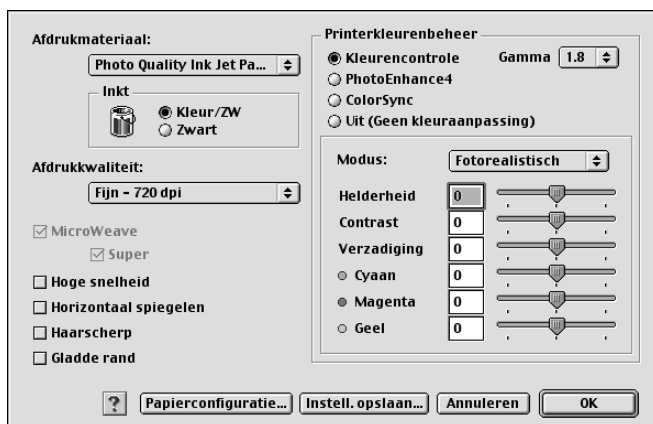 Afdrukmateriaal:
Photo Quality Ink Jet Pa...
Inkt
Kleur/ZW
Zwart
Afdrukkwaliteit:
Fijn – 720 dpi
MicroWeave
Super
Hoge snelheid
Horizontaal spiegelen
Haarscherp
Gladde rand
Printerkleurenbeheer
Kleurencontrole
Gamma 1.8
PhotoEnhance4
ColorSync
Uit (Geen kleuraanpassing)
Modus: Fotorealistisch
Helderheid 0
Contrast 0
Verzadiging 0
Cyaan 0
Magenta 0
Geel 0
? Papierconfiguratie... Instell. opslaan... Annuleren OK